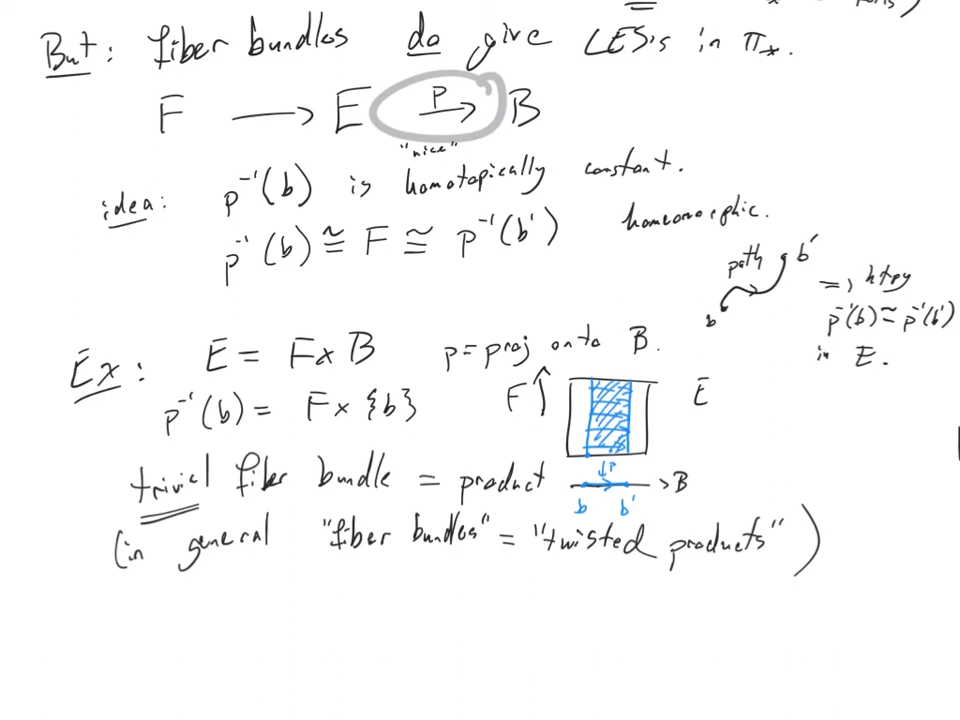 But: fiber bundles do give LES's in π_*.
F → E →^p B
"nice"
idea: p^{-1}(b) is homotopically constant.
p^{-1}(b) ≅ F ≅ p^{-1}(b') homeomorphic.
path b'
b
=) htpy
p^{-1}(b) ≃ p^{-1}(b')
in E.
Ex: E = F x B p = proj onto B.
p^{-1}(b) = F x {b} F ↑ E
trivial fiber bundle = product
↓p
→ B
b b'
(in general "fiber bundles" = "twisted products")